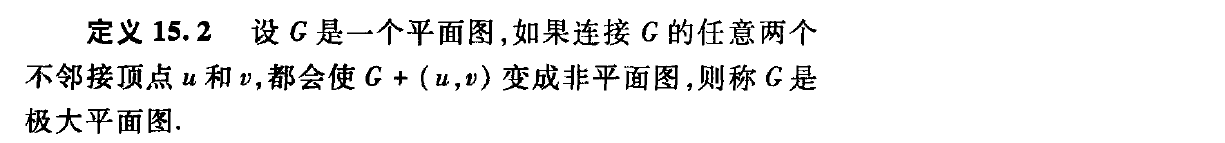 定义 15.2 设 G 是一个平面图,如果连接 G 的任意两个
不邻接顶点 u 和 v,都会使 G + (u,v) 变成非平面图,则称 G 是
极大平面图.